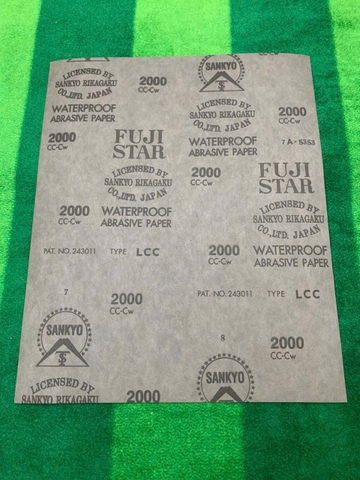 CC-Cw
SANKYO
LICENSED BY
SANKYO RIKAGAKU
CO.,LTD. JAPAN
2000
CC-Cw
WATERPROOF
ABRASIVE PAPER
LICENSED BY
SANKYO RIKAGAKU
CO.,LTD. JAPAN
2000
CC-Cw
2000
CC-Cw
FUJI
STAR
WATERPROOF
ABRASIVE PAPER
7 A-5353
LICENSED BY
SANKYO RIKAGAKU
CO.,LTD. JAPAN
2000
CC-Cw
FUJI
STAR
2000
CC-Cw
WATERPROOF
ABRASIVE PAPER
LICENSED BY
SANKYO RIKAGAKU
CO.,LTD. JAPAN
PAT. NO. 243011 TYPE LCC
2000
CC-Cw
WATERPROOF
ABRASIVE PAPER
7
2000
CC-Cw
PAT. NO. 243011 TYPE LCC
SANKYO
8
2000
CC-Cw
LICENSED BY
SANKYO RIKAGAKU
2000
SANKYO